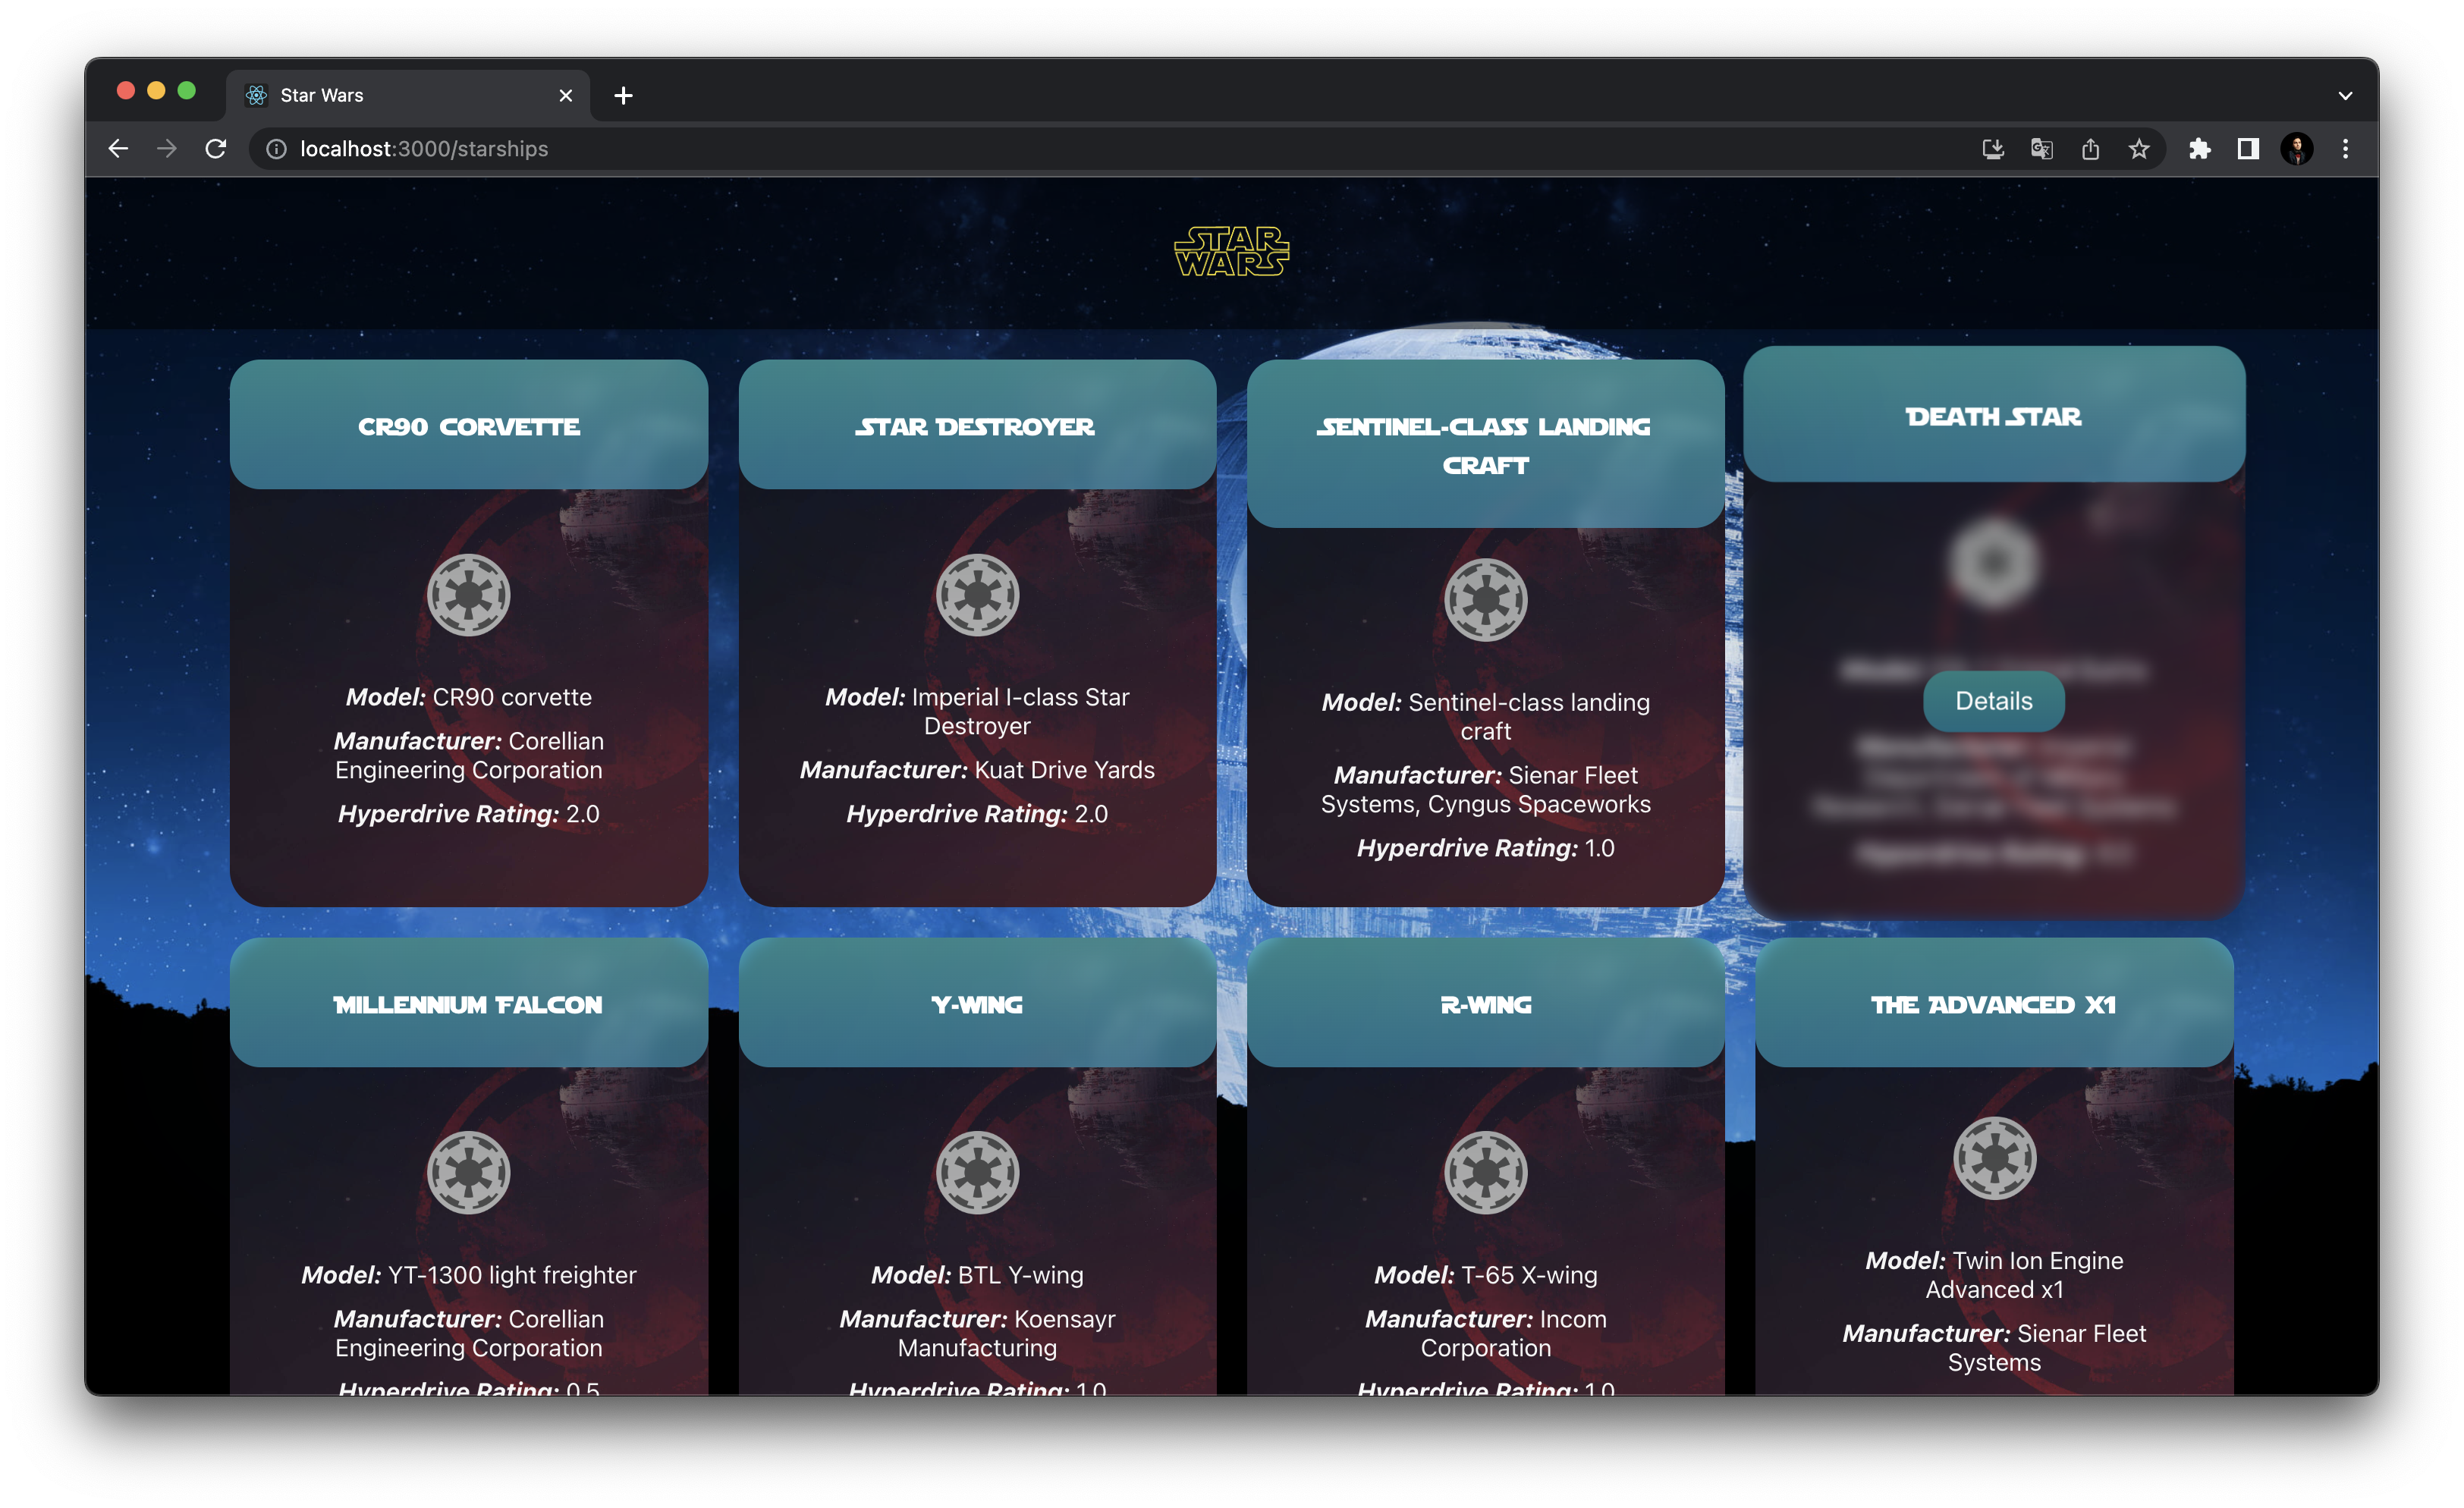 Star Wars
localhost:3000/starships
STAR
WARS
CR90 CORVETTE
Model: CR90 corvette
Manufacturer: Corellian
Engineering Corporation
Hyperdrive Rating: 2.0
STAR DESTROYER
Model: Imperial I-class Star
Destroyer
Manufacturer: Kuat Drive Yards
Hyperdrive Rating: 2.0
SENTINEL-CLASS LANDING
CRAFT
Model: Sentinel-class landing
craft
Manufacturer: Sienar Fleet
Systems, Cyngus Spaceworks
Hyperdrive Rating: 1.0
DEATH STAR
Details
MILLENNIUM FALCON
Model: YT-1300 light freighter
Manufacturer: Corellian
Engineering Corporation
Hyperdrive Rating: 0.5
Y-WING
Model: BTL Y-wing
Manufacturer: Koensayr
Manufacturing
Hyperdrive Rating: 1.0
R-WING
Model: T-65 X-wing
Manufacturer: Incom
Corporation
Hyperdrive Rating: 1.0
THE ADVANCED X1
Model: Twin Ion Engine
Advanced x1
Manufacturer: Sienar Fleet
Systems